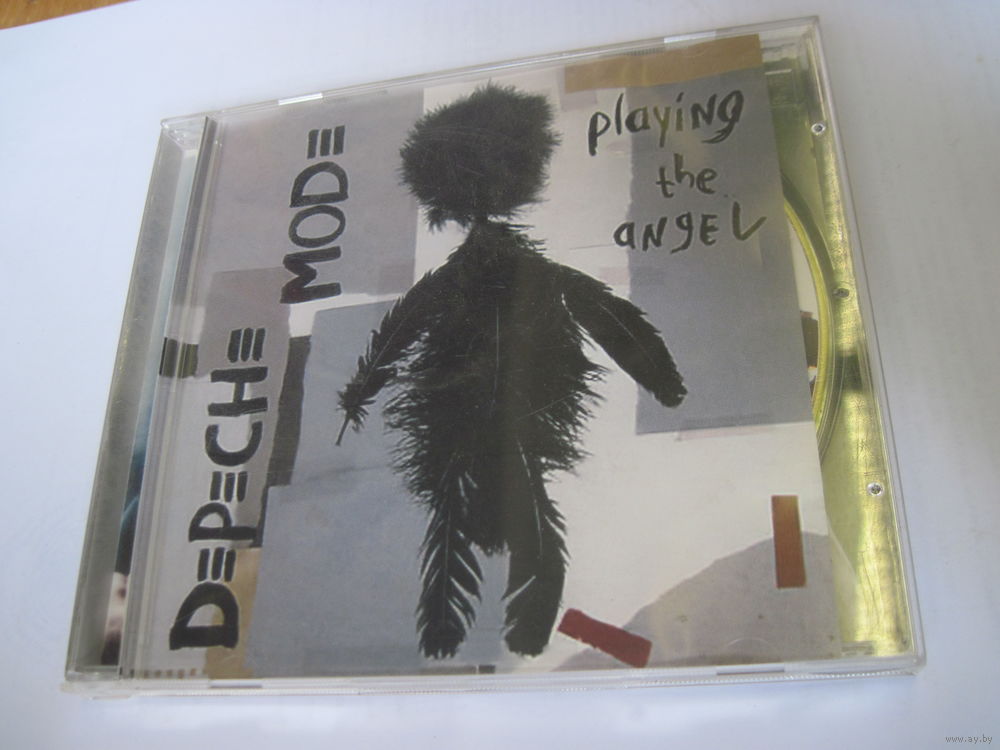 DEPECHE MODE
playing
the
aNgEL
www.ay.by